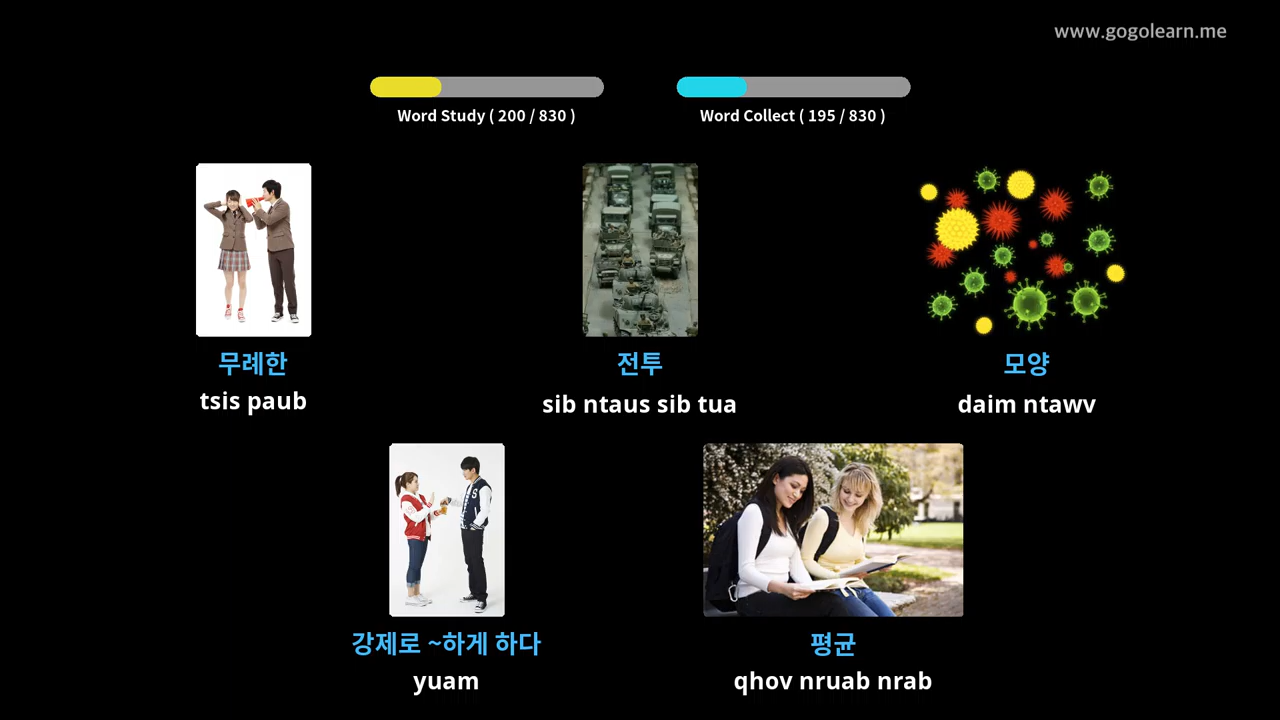 www.gogolearn.me
Word Study ( 200 / 830 )
Word Collect ( 195 / 830 )
무례한
tsis paub
전투
sib ntaus sib tua
모양
daim ntawv
강제로 ~하게 하다
yuam
평균
qhov nruab nrab